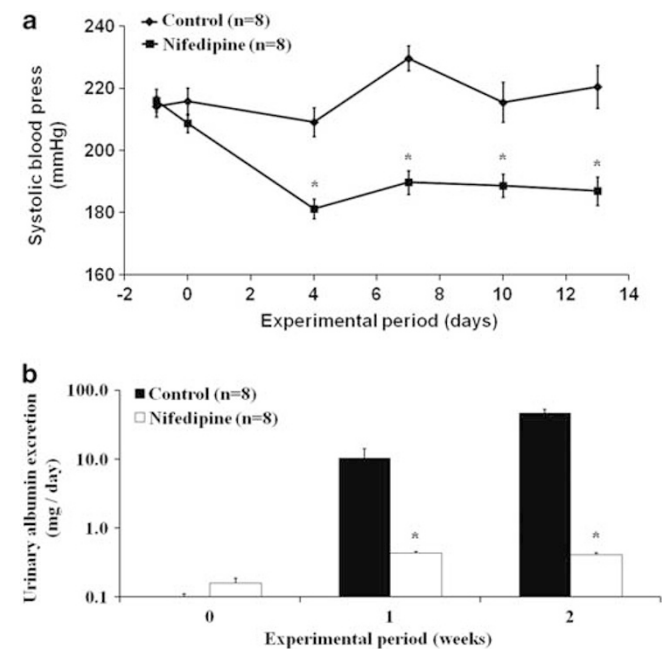 a
Control (n=8)
Nifedipine (n=8)
Systolic blood press
(mmHg)
240
220
200
180
160
*
*
*
*
-2 0 2 4 6 8 10 12 14
Experimental period (days)
b
Control (n=8)
Nifedipine (n=8)
Urinary albumin excretion
(mg / day)
100.0
10.0
1.0
0.1
*
*
0 1 2
Experimental period (weeks)